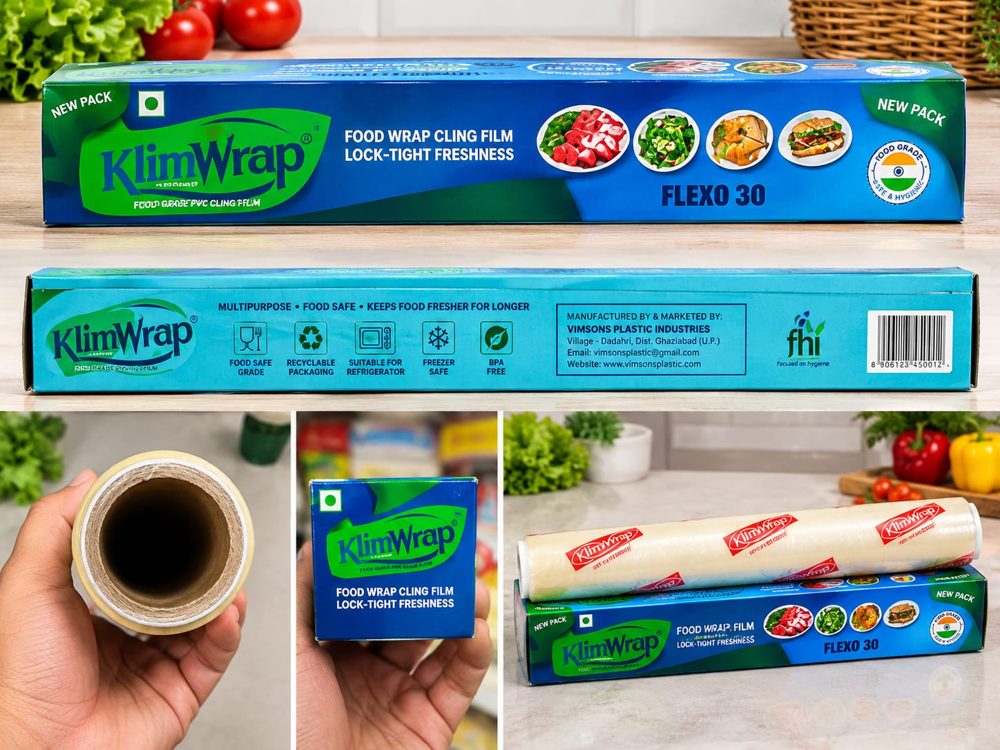 NEW PACK
KlimWrap®
FOOD WRAP CLING FILM
LOCK-TIGHT FRESHNESS
FLEXO 30
NEW PACK
FOOD GRADE
KlimWrap®
MULTIPURPOSE • FOOD SAFE • KEEPS FOOD FRESHER FOR LONGER
FOOD SAFE
GRADE
RECYCLABLE
PACKAGING
SUITABLE FOR
REFRIGERATOR
FREEZER
SAFE
BPA
FREE
MANUFACTURED BY & MARKETED BY:
VIMSONS PLASTIC INDUSTRIES
Village - Dadahri, Dist. Ghaziabad (U.P.)
Email: vimsonsplastic@gmail.com
Website: www.vimsonsplastic.com
fhi
focused on hygiene
8 906123 450012
KlimWrap®
FOOD WRAP CLING FILM
LOCK-TIGHT FRESHNESS
KlimWrap
KlimWrap
KlimWrap
NEW PACK
KlimWrap
FOOD WRAP FILM
LOCK-TIGHT FRESHNESS
FLEXO 30
NEW PACK